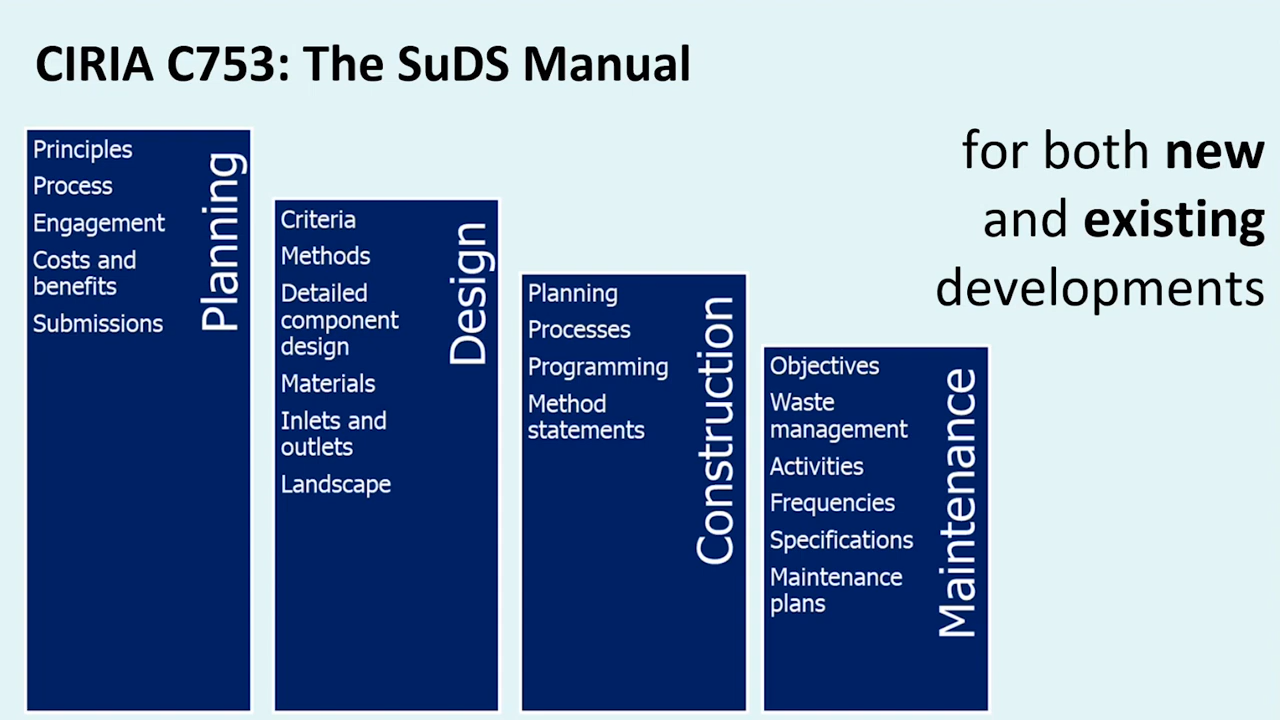 CIRIA C753: The SuDS Manual
for both new
and existing
developments
Planning
Principles
Process
Engagement
Costs and
benefits
Submissions
Design
Criteria
Methods
Detailed
component
design
Materials
Inlets and
outlets
Landscape
Construction
Planning
Processes
Programming
Method
statements
Maintenance
Objectives
Waste
management
Activities
Frequencies
Specifications
Maintenance
plans